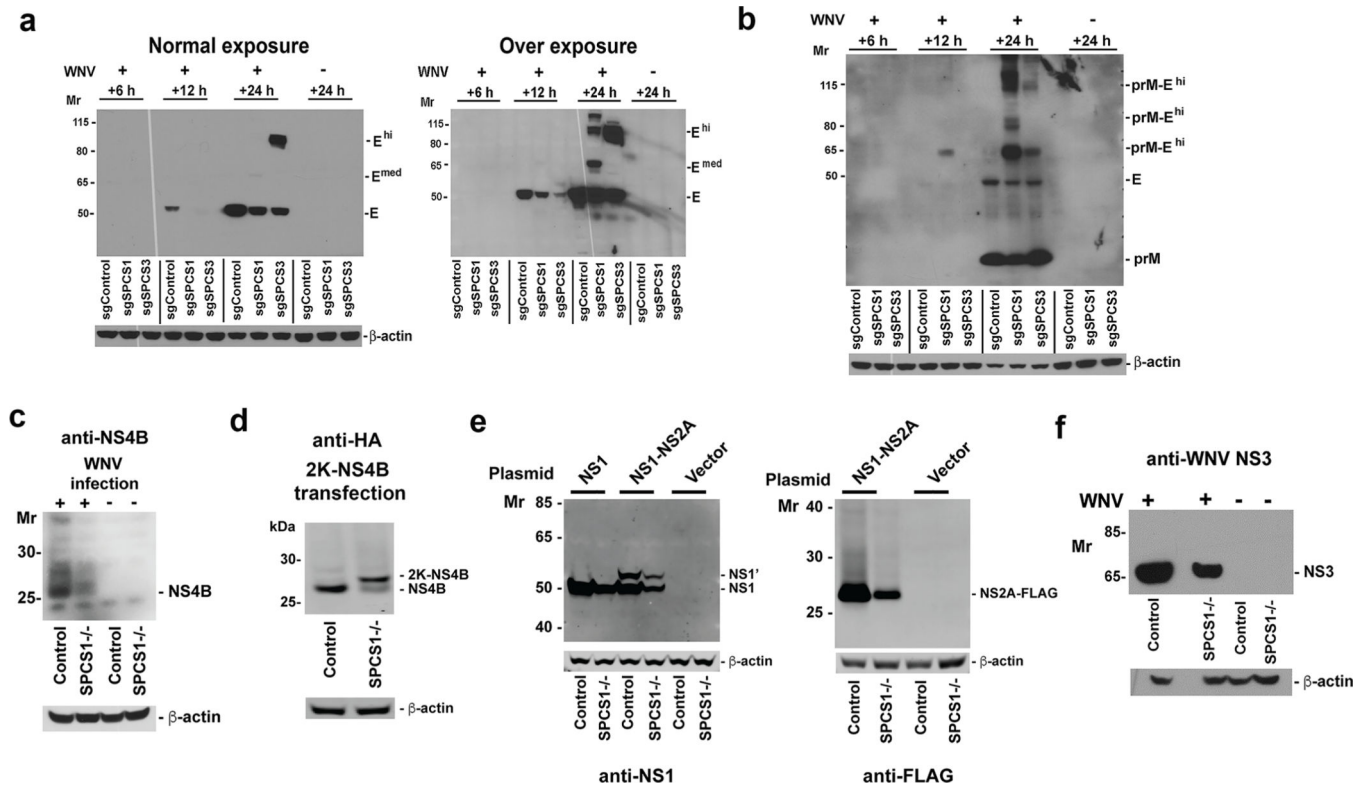 a
Normal exposure
WNV + + + -
+6 h +12 h +24 h +24 h
Mr
115-
80-
65-
50-
- E hi
- E med
- E
sgControl sgSPCS1 sgSPCS3 sgControl sgSPCS1 sgSPCS3 sgControl sgSPCS1 sgSPCS3 sgControl sgSPCS1 sgSPCS3
-β-actin
Over exposure
WNV + + + -
+6 h +12 h +24 h +24 h
Mr
115-
80-
65-
50-
- E hi
- E med
- E
sgControl sgSPCS1 sgSPCS3 sgControl sgSPCS1 sgSPCS3 sgControl sgSPCS1 sgSPCS3 sgControl sgSPCS1 sgSPCS3
b
WNV + + + -
+6 h +12 h +24 h +24 h
Mr
115-
80-
65-
50-
-prM-E hi
-prM-E hi
-prM-E hi
-E
-prM
sgControl sgSPCS1 sgSPCS3 sgControl sgSPCS1 sgSPCS3 sgControl sgSPCS1 sgSPCS3 sgControl sgSPCS1 sgSPCS3
- β-actin
c
anti-NS4B
WNV
infection
+ + - -
Mr
30-
25-
- NS4B
Control SPCS1-/- Control SPCS1-/-
- β-actin
d
anti-HA
2K-NS4B
transfection
kDa
30-
25-
- 2K-NS4B
- NS4B
Control SPCS1-/-
- β-actin
e
Plasmid NS1 NS1-NS2A Vector
Mr 85-
65-
50-
40-
- NS1'
- NS1
- β-actin
Control SPCS1-/- Control SPCS1-/- Control SPCS1-/-
anti-NS1
Plasmid NS1-NS2A Vector
Mr 40-
30-
25-
- NS2A-FLAG
- β-actin
Control SPCS1-/- Control SPCS1-/-
anti-FLAG
f
anti-WNV NS3
WNV + + - -
85-
Mr
65-
- NS3
Control SPCS1-/- Control SPCS1-/-
- β-actin